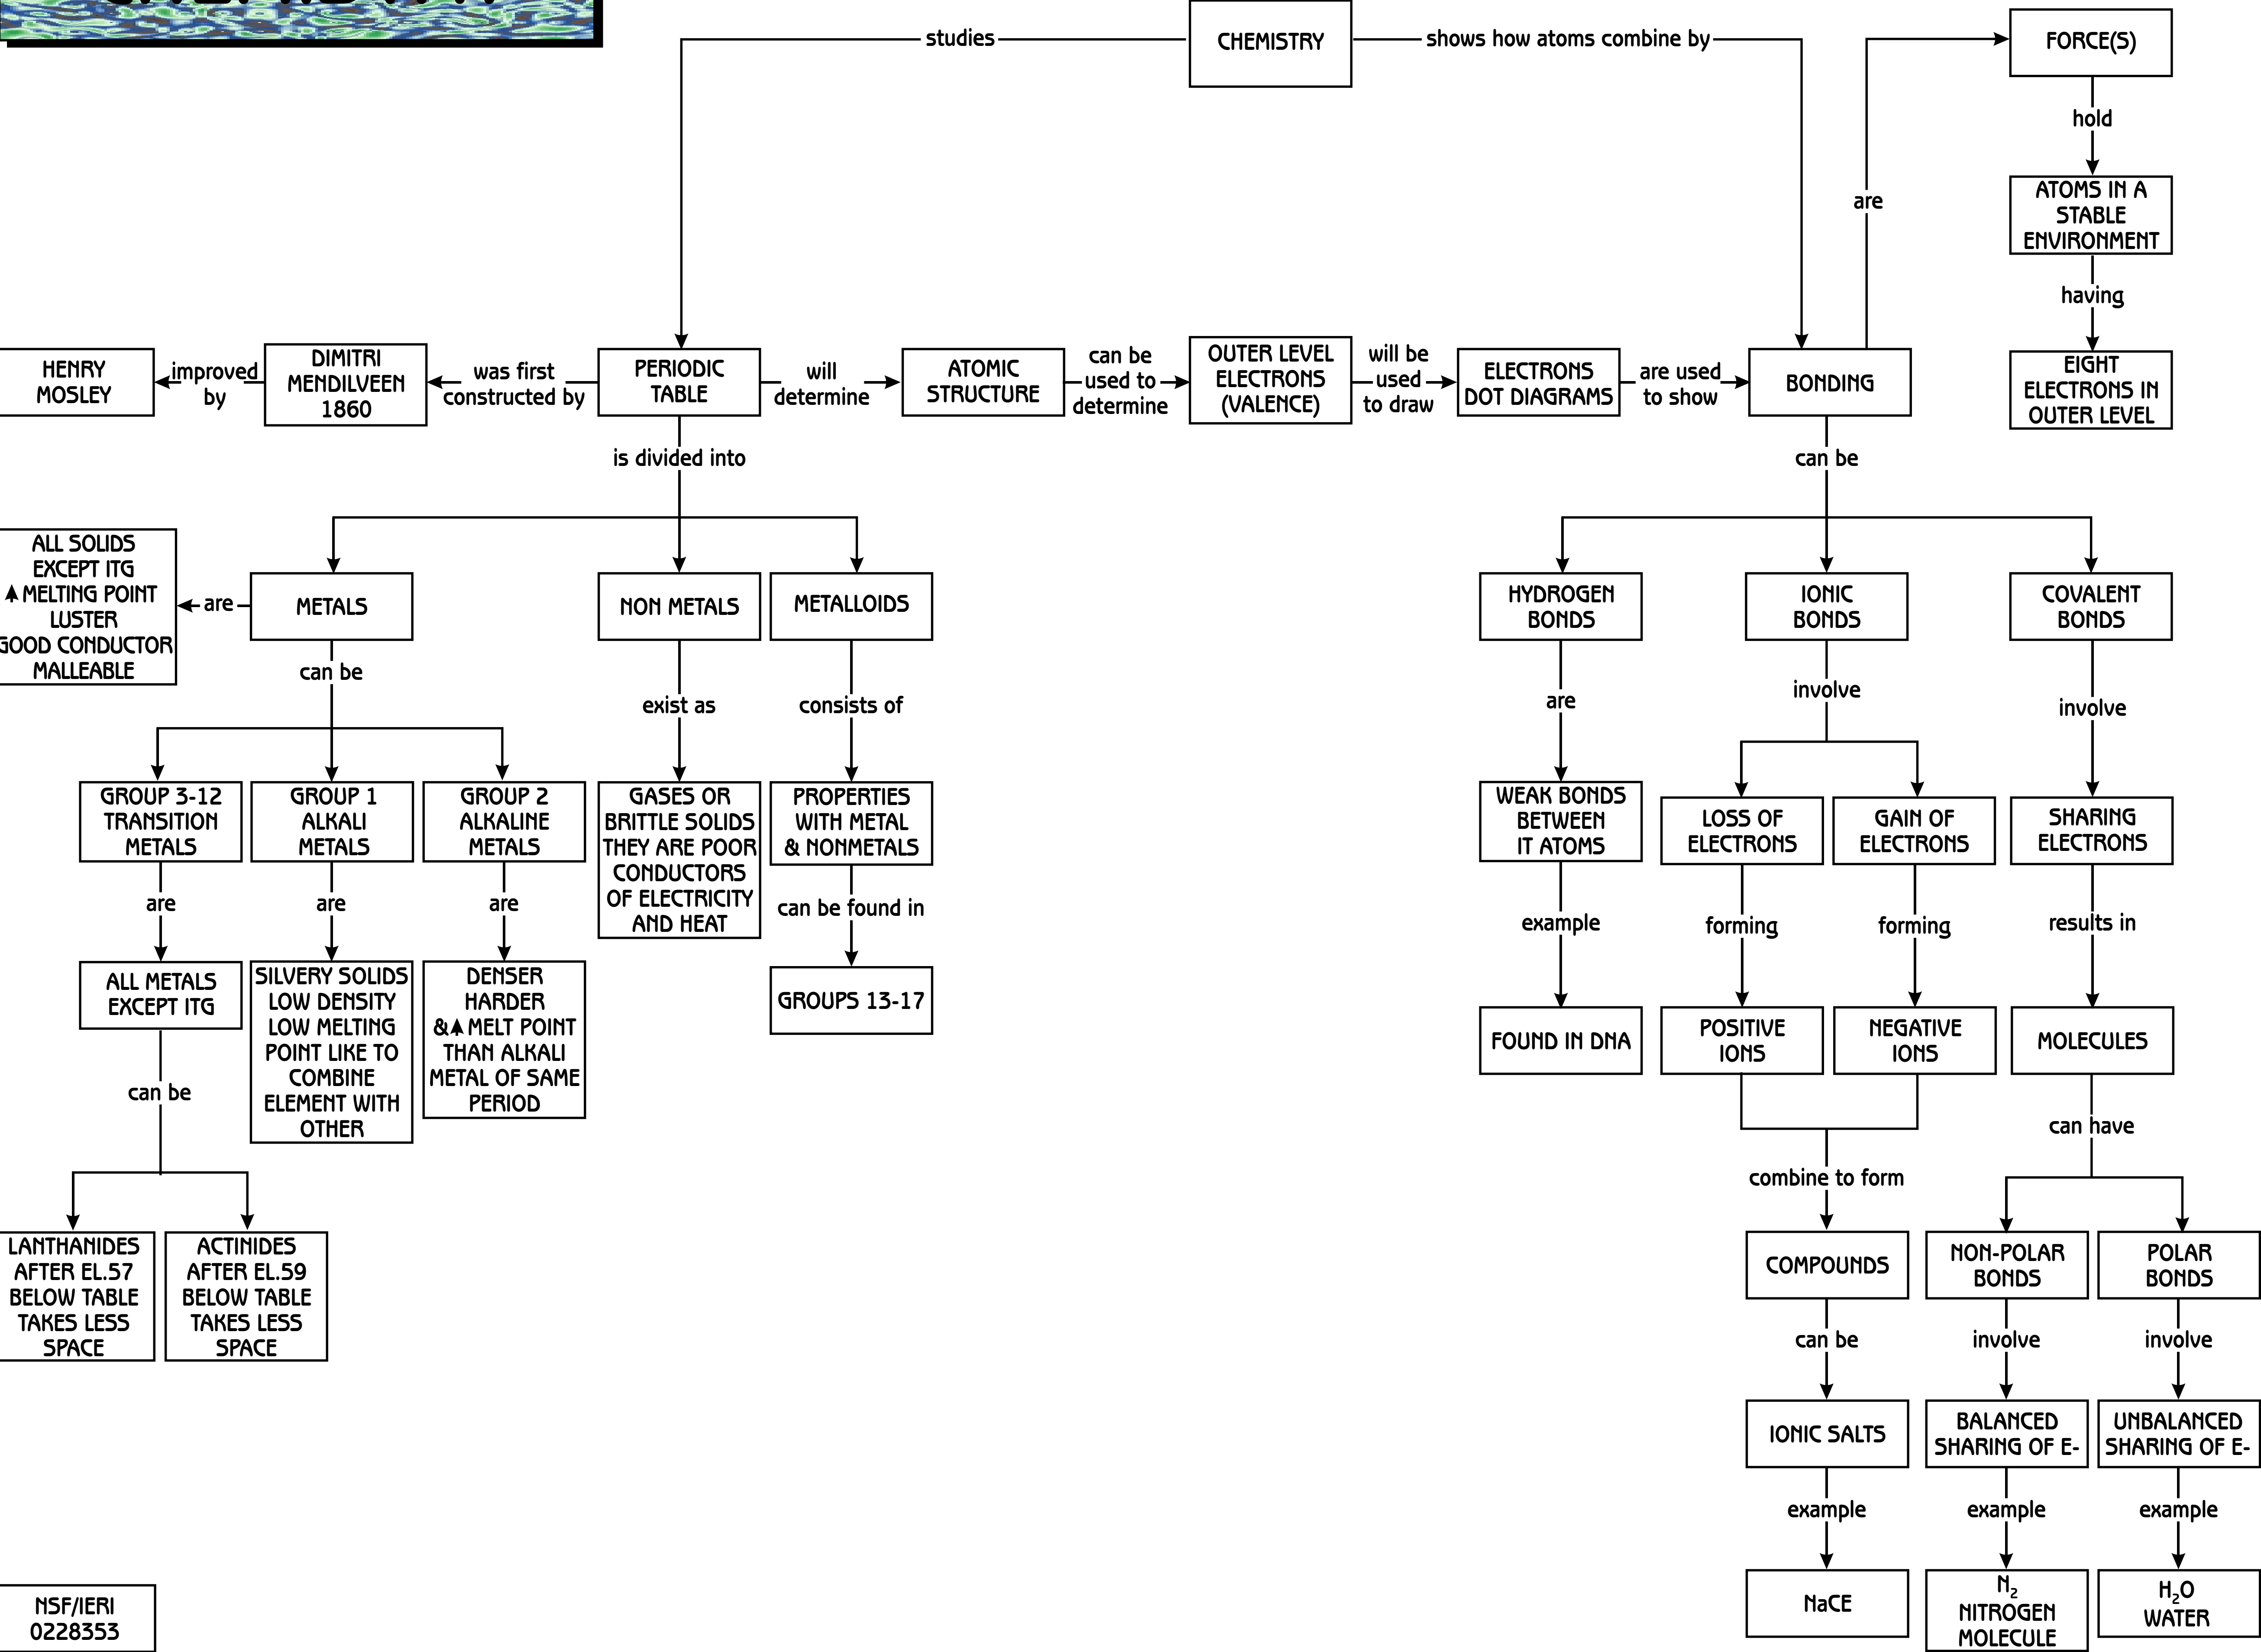 studies
CHEMISTRY
shows how atoms combine by
FORCE(S)
hold
are
ATOMS IN A
STABLE
ENVIRONMENT
having
EIGHT
ELECTRONS IN
OUTER LEVEL
HENRY
MOSLEY
improved
by
DIMITRI
MENDILVEEN
1860
was first
constructed by
PERIODIC
TABLE
will
determine
ATOMIC
STRUCTURE
can be
used to
determine
OUTER LEVEL
ELECTRONS
(VALENCE)
will be
used
to draw
ELECTRONS
DOT DIAGRAMS
are used
to show
BONDING
is divided into
can be
ALL SOLIDS
EXCEPT ITG
MELTING POINT
LUSTER
GOOD CONDUCTOR
MALLEABLE
are
METALS
NON METALS
METALLOIDS
can be
exist as
consists of
GROUP 3-12
TRANSITION
METALS
GROUP 1
ALKALI
METALS
GROUP 2
ALKALINE
METALS
GASES OR
BRITTLE SOLIDS
THEY ARE POOR
CONDUCTORS
OF ELECTRICITY
AND HEAT
PROPERTIES
WITH METAL
& NONMETALS
are
are
are
can be found in
ALL METALS
EXCEPT ITG
SILVERY SOLIDS
LOW DENSITY
LOW MELTING
POINT LIKE TO
COMBINE
ELEMENT WITH
OTHER
DENSER
HARDER
& MELT POINT
THAN ALKALI
METAL OF SAME
PERIOD
GROUPS 13-17
can be
LANTHANIDES
AFTER EL.57
BELOW TABLE
TAKES LESS
SPACE
ACTINIDES
AFTER EL.59
BELOW TABLE
TAKES LESS
SPACE
HYDROGEN
BONDS
IONIC
BONDS
COVALENT
BONDS
are
involve
involve
WEAK BONDS
BETWEEN
IT ATOMS
LOSS OF
ELECTRONS
GAIN OF
ELECTRONS
SHARING
ELECTRONS
example
forming
forming
results in
FOUND IN DNA
POSITIVE
IONS
NEGATIVE
IONS
MOLECULES
combine to form
can have
COMPOUNDS
NON-POLAR
BONDS
POLAR
BONDS
can be
involve
involve
IONIC SALTS
BALANCED
SHARING OF E-
UNBALANCED
SHARING OF E-
example
example
example
NaCE
N₂
NITROGEN
MOLECULE
H₂O
WATER
NSF/IERI
0228353